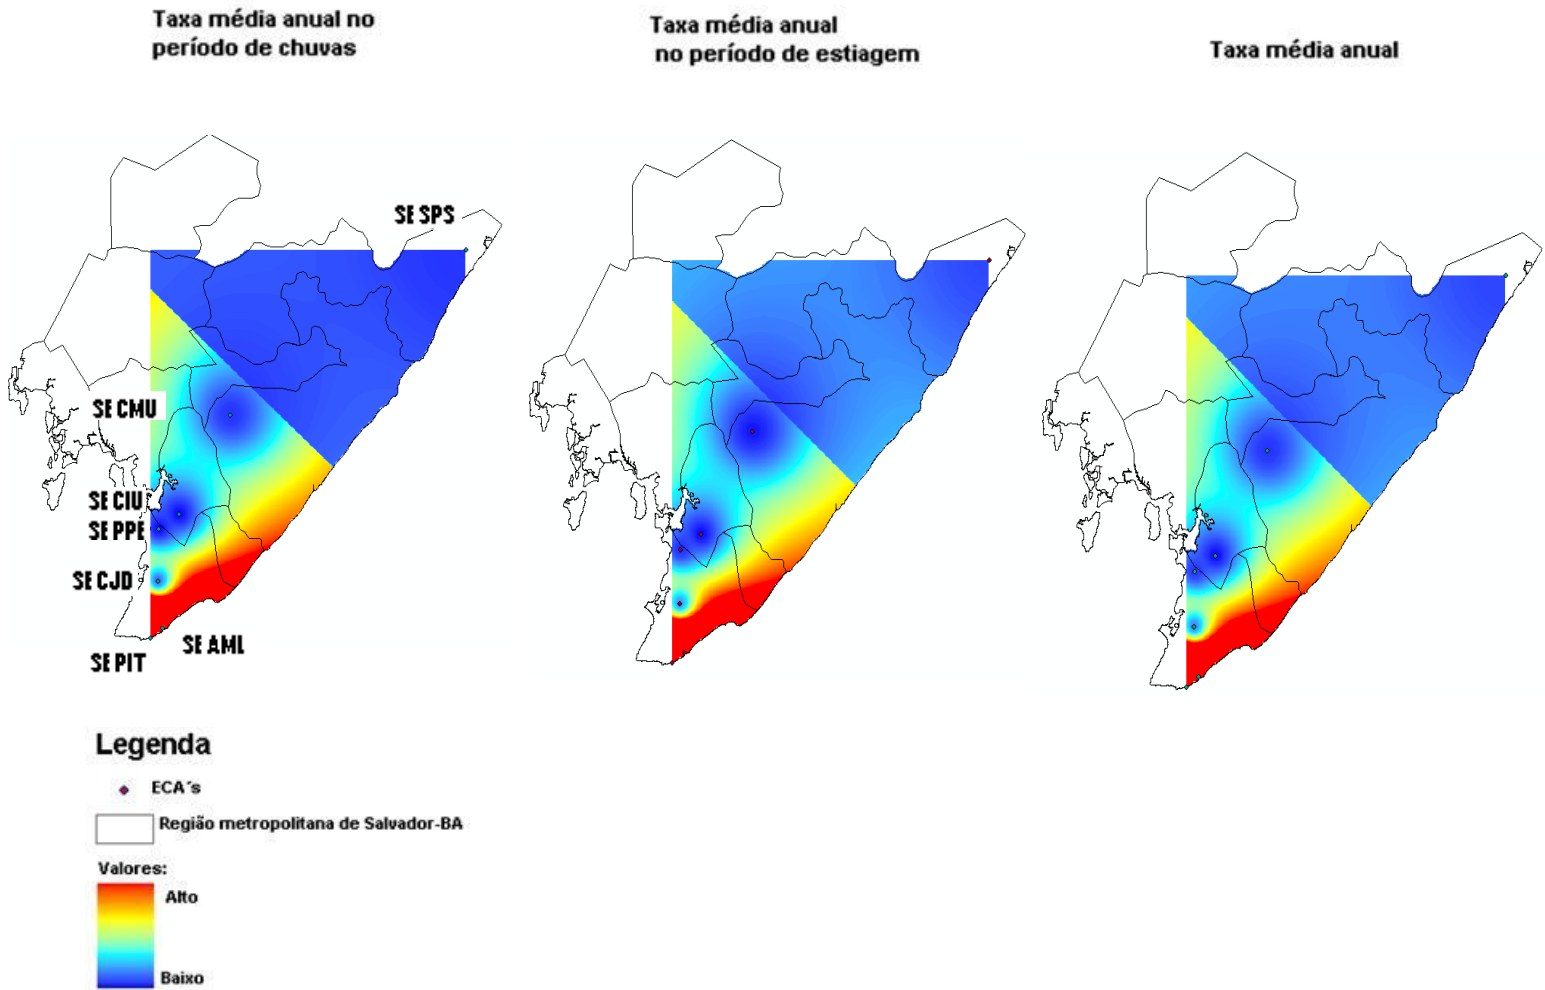 Taxa média anual no
período de chuvas
Taxa média anual
no período de estiagem
Taxa média anual
SE SPS
SE CMU
SE CIU
SE PPE
SE CJD
SE AML
SE PIT
Legenda
ECA´s
Região metropolitana de Salvador-BA
Valores:
Alto
Baixo